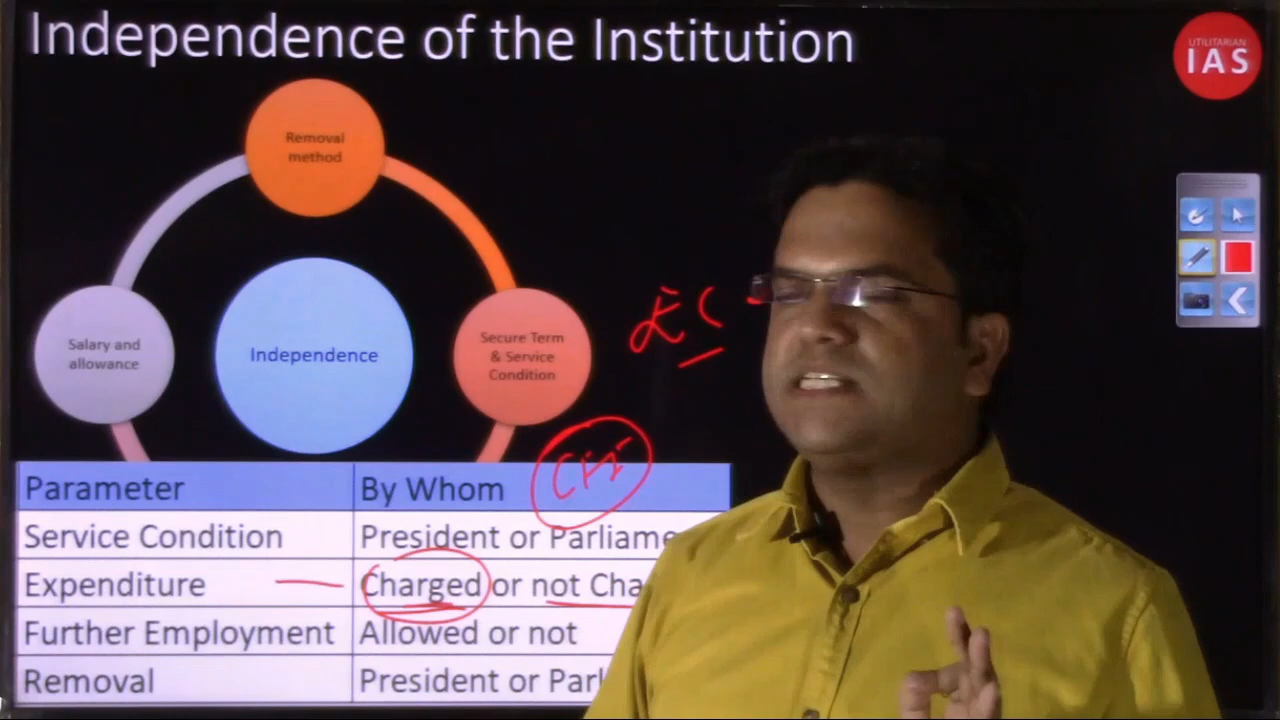 Independence of the Institution
UTILITARIAN
IAS
Removal
method
Salary and
allowance
Independence
Secure Term
& Service
Condition
EC
CFI
Parameter
By Whom
Service Condition
President or Parliame
Expenditure
Charged or not Cha
Further Employment
Allowed or not
Removal
President or Parl